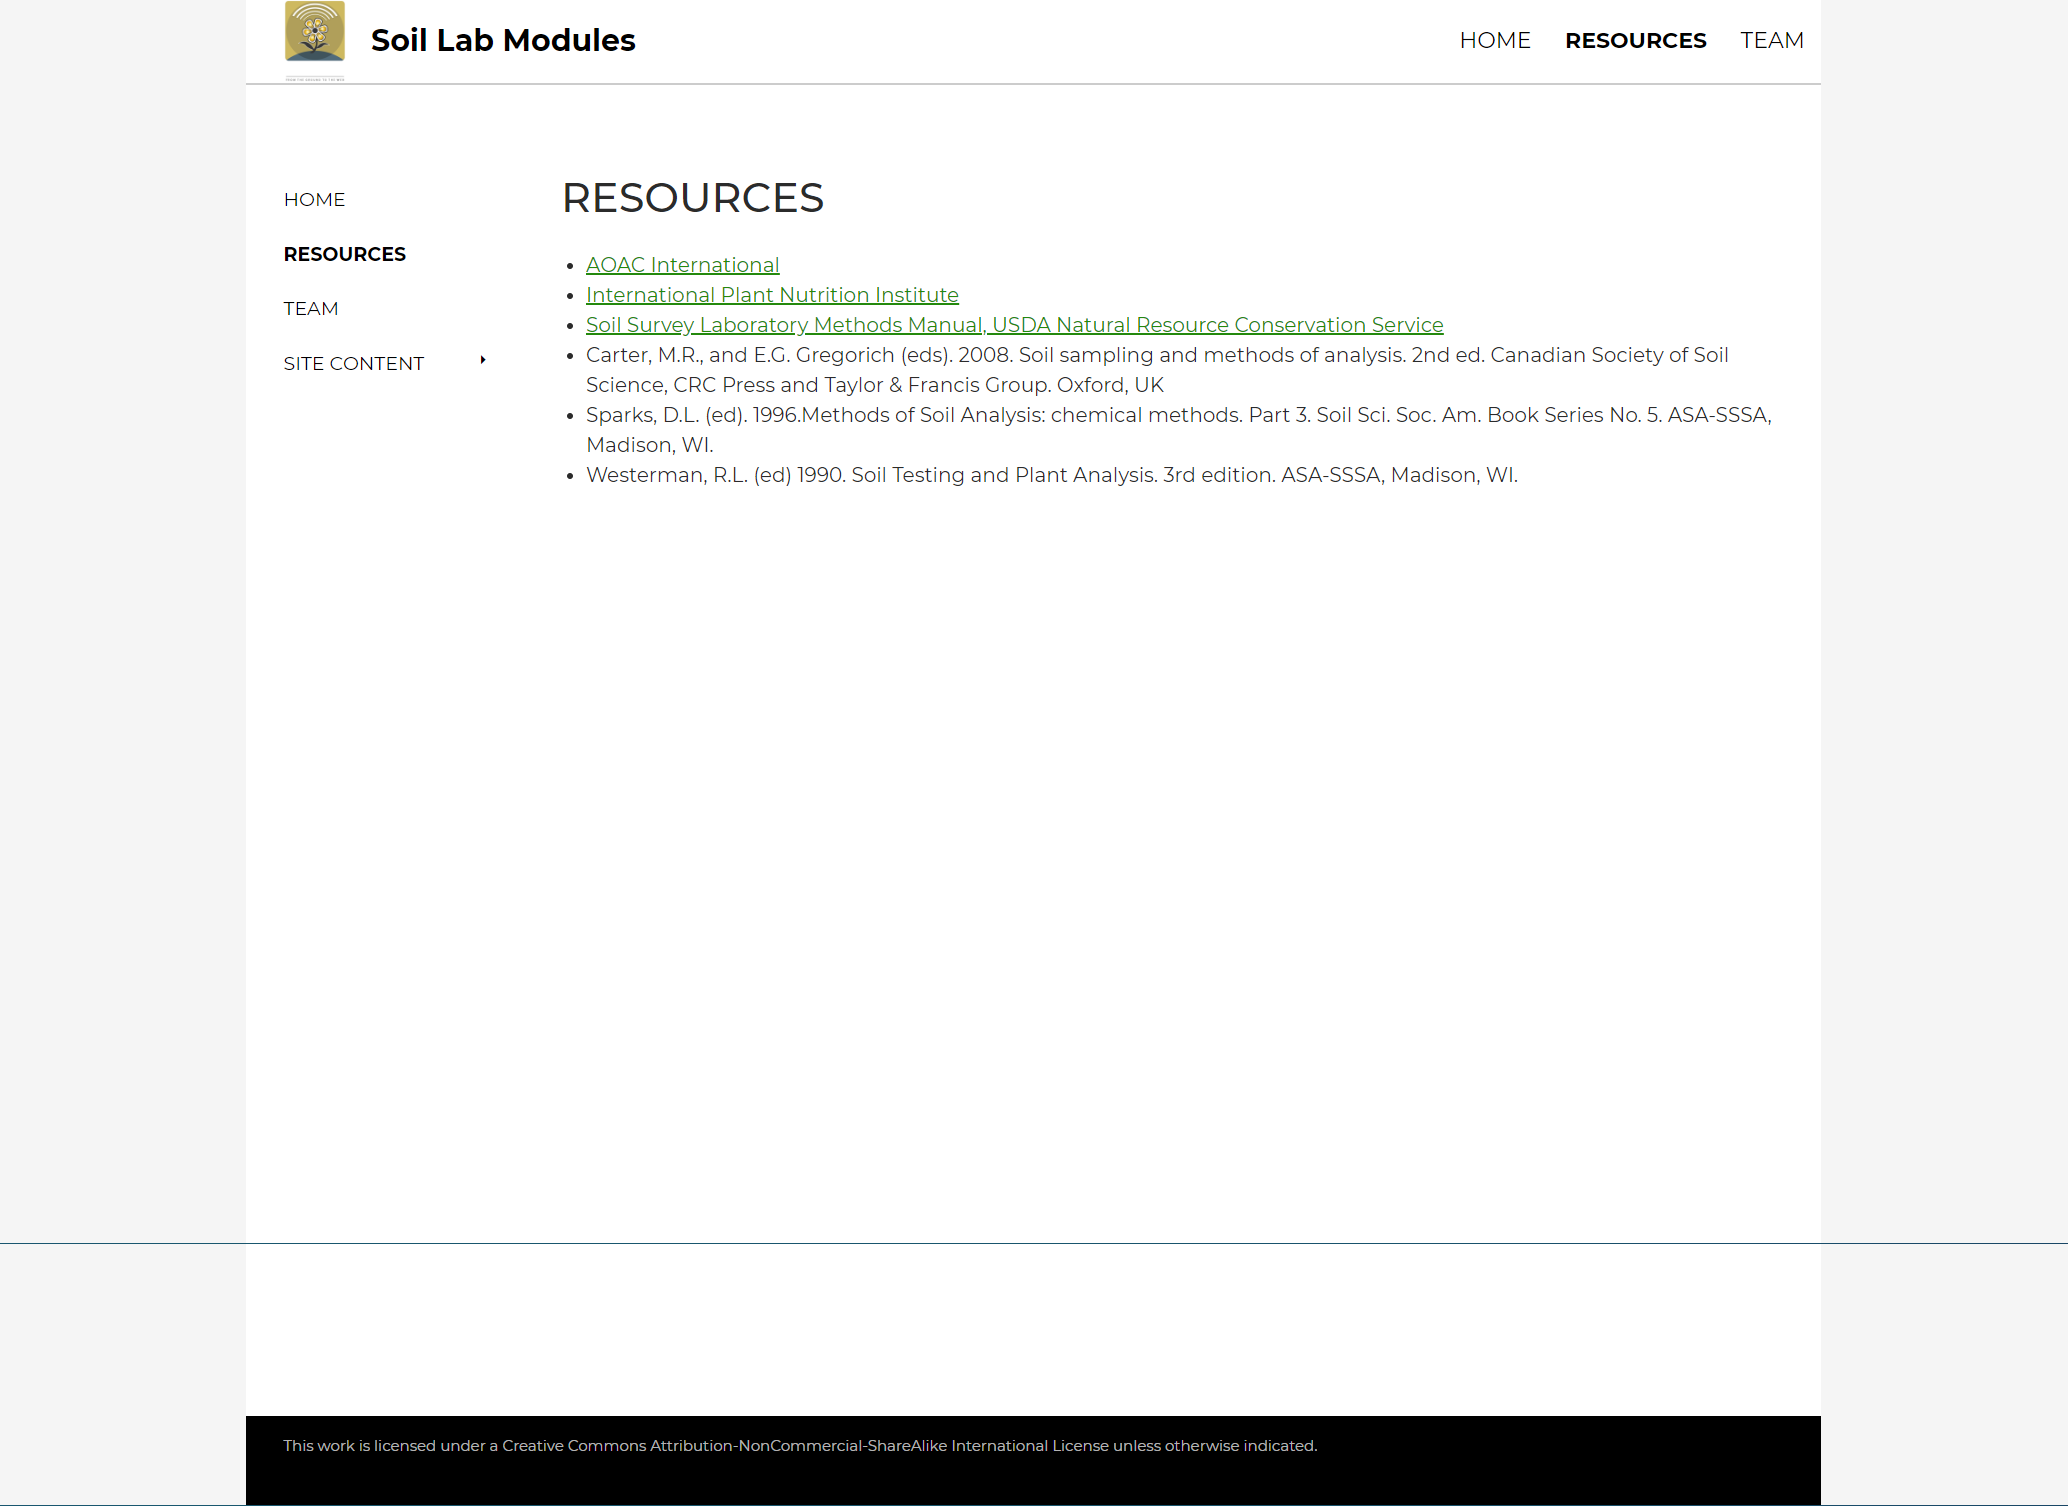 Soil Lab Modules
HOME RESOURCES TEAM
HOME
RESOURCES
TEAM
SITE CONTENT
RESOURCES
AOAC International
International Plant Nutrition Institute
Soil Survey Laboratory Methods Manual, USDA Natural Resource Conservation Service
Carter, M.R., and E.G. Gregorich (eds). 2008. Soil sampling and methods of analysis. 2nd ed. Canadian Society of Soil
Science, CRC Press and Taylor & Francis Group. Oxford, UK
Sparks, D.L. (ed). 1996.Methods of Soil Analysis: chemical methods. Part 3. Soil Sci. Soc. Am. Book Series No. 5. ASA-SSSA,
Madison, WI.
Westerman, R.L. (ed) 1990. Soil Testing and Plant Analysis. 3rd edition. ASA-SSSA, Madison, WI.
This work is licensed under a Creative Commons Attribution-NonCommercial-ShareAlike International License unless otherwise indicated.